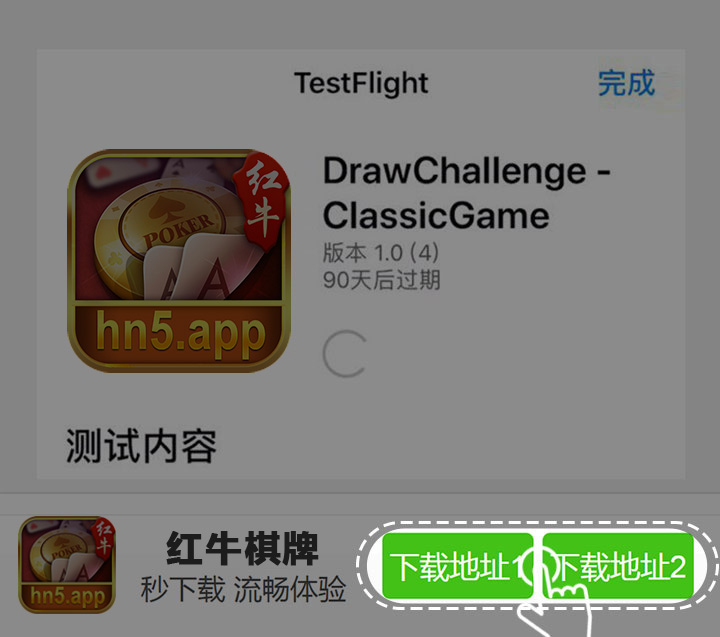 TestFlight
完成
红牛
POKER
A A
hn5.app
DrawChallenge -
ClassicGame
版本 1.0 (4)
90天后过期
测试内容
红牛
POKER
hn5.app
红牛棋牌
秒下载 流畅体验
下载地址1
下载地址2